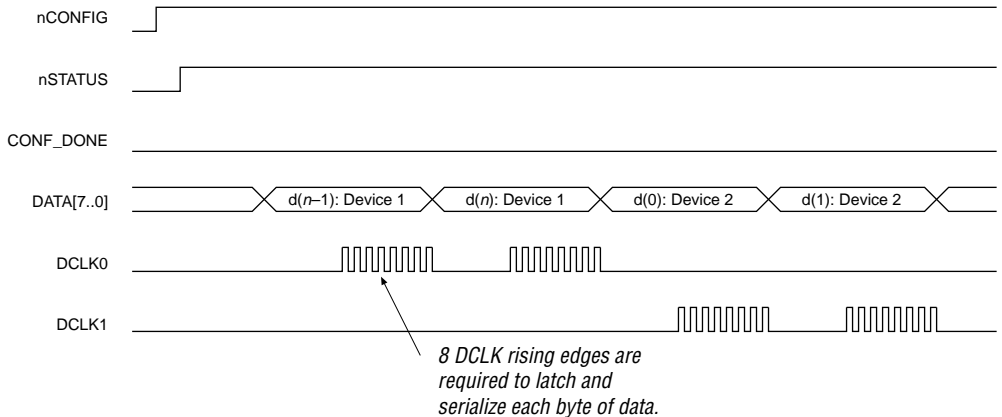 nCONFIG
nSTATUS
CONF_DONE
DATA[7..0]
d(n–1): Device 1
d(n): Device 1
d(0): Device 2
d(1): Device 2
DCLK0
DCLK1
8 DCLK rising edges are
required to latch and
serialize each byte of data.